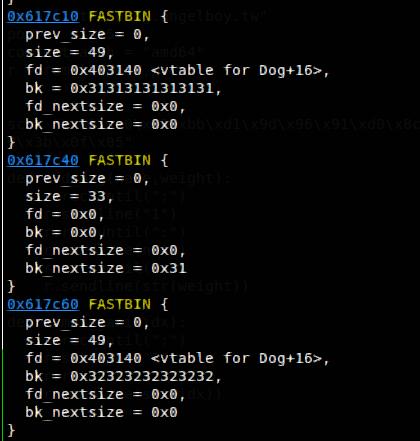 }
0x617c10 FASTBIN {
prev_size = 0,
size = 49,
fd = 0x403140 <vtable for Dog+16>,
bk = 0x31313131313131,
fd_nextsize = 0x0,
bk_nextsize = 0x0
}
0x617c40 FASTBIN {
prev_size = 0,
size = 33,
fd = 0x0,
bk = 0x0,
fd_nextsize = 0x0,
bk_nextsize = 0x31
}
0x617c60 FASTBIN {
prev_size = 0,
size = 49,
fd = 0x403140 <vtable for Dog+16>,
bk = 0x32323232323232,
fd_nextsize = 0x0,
bk_nextsize = 0x0
}